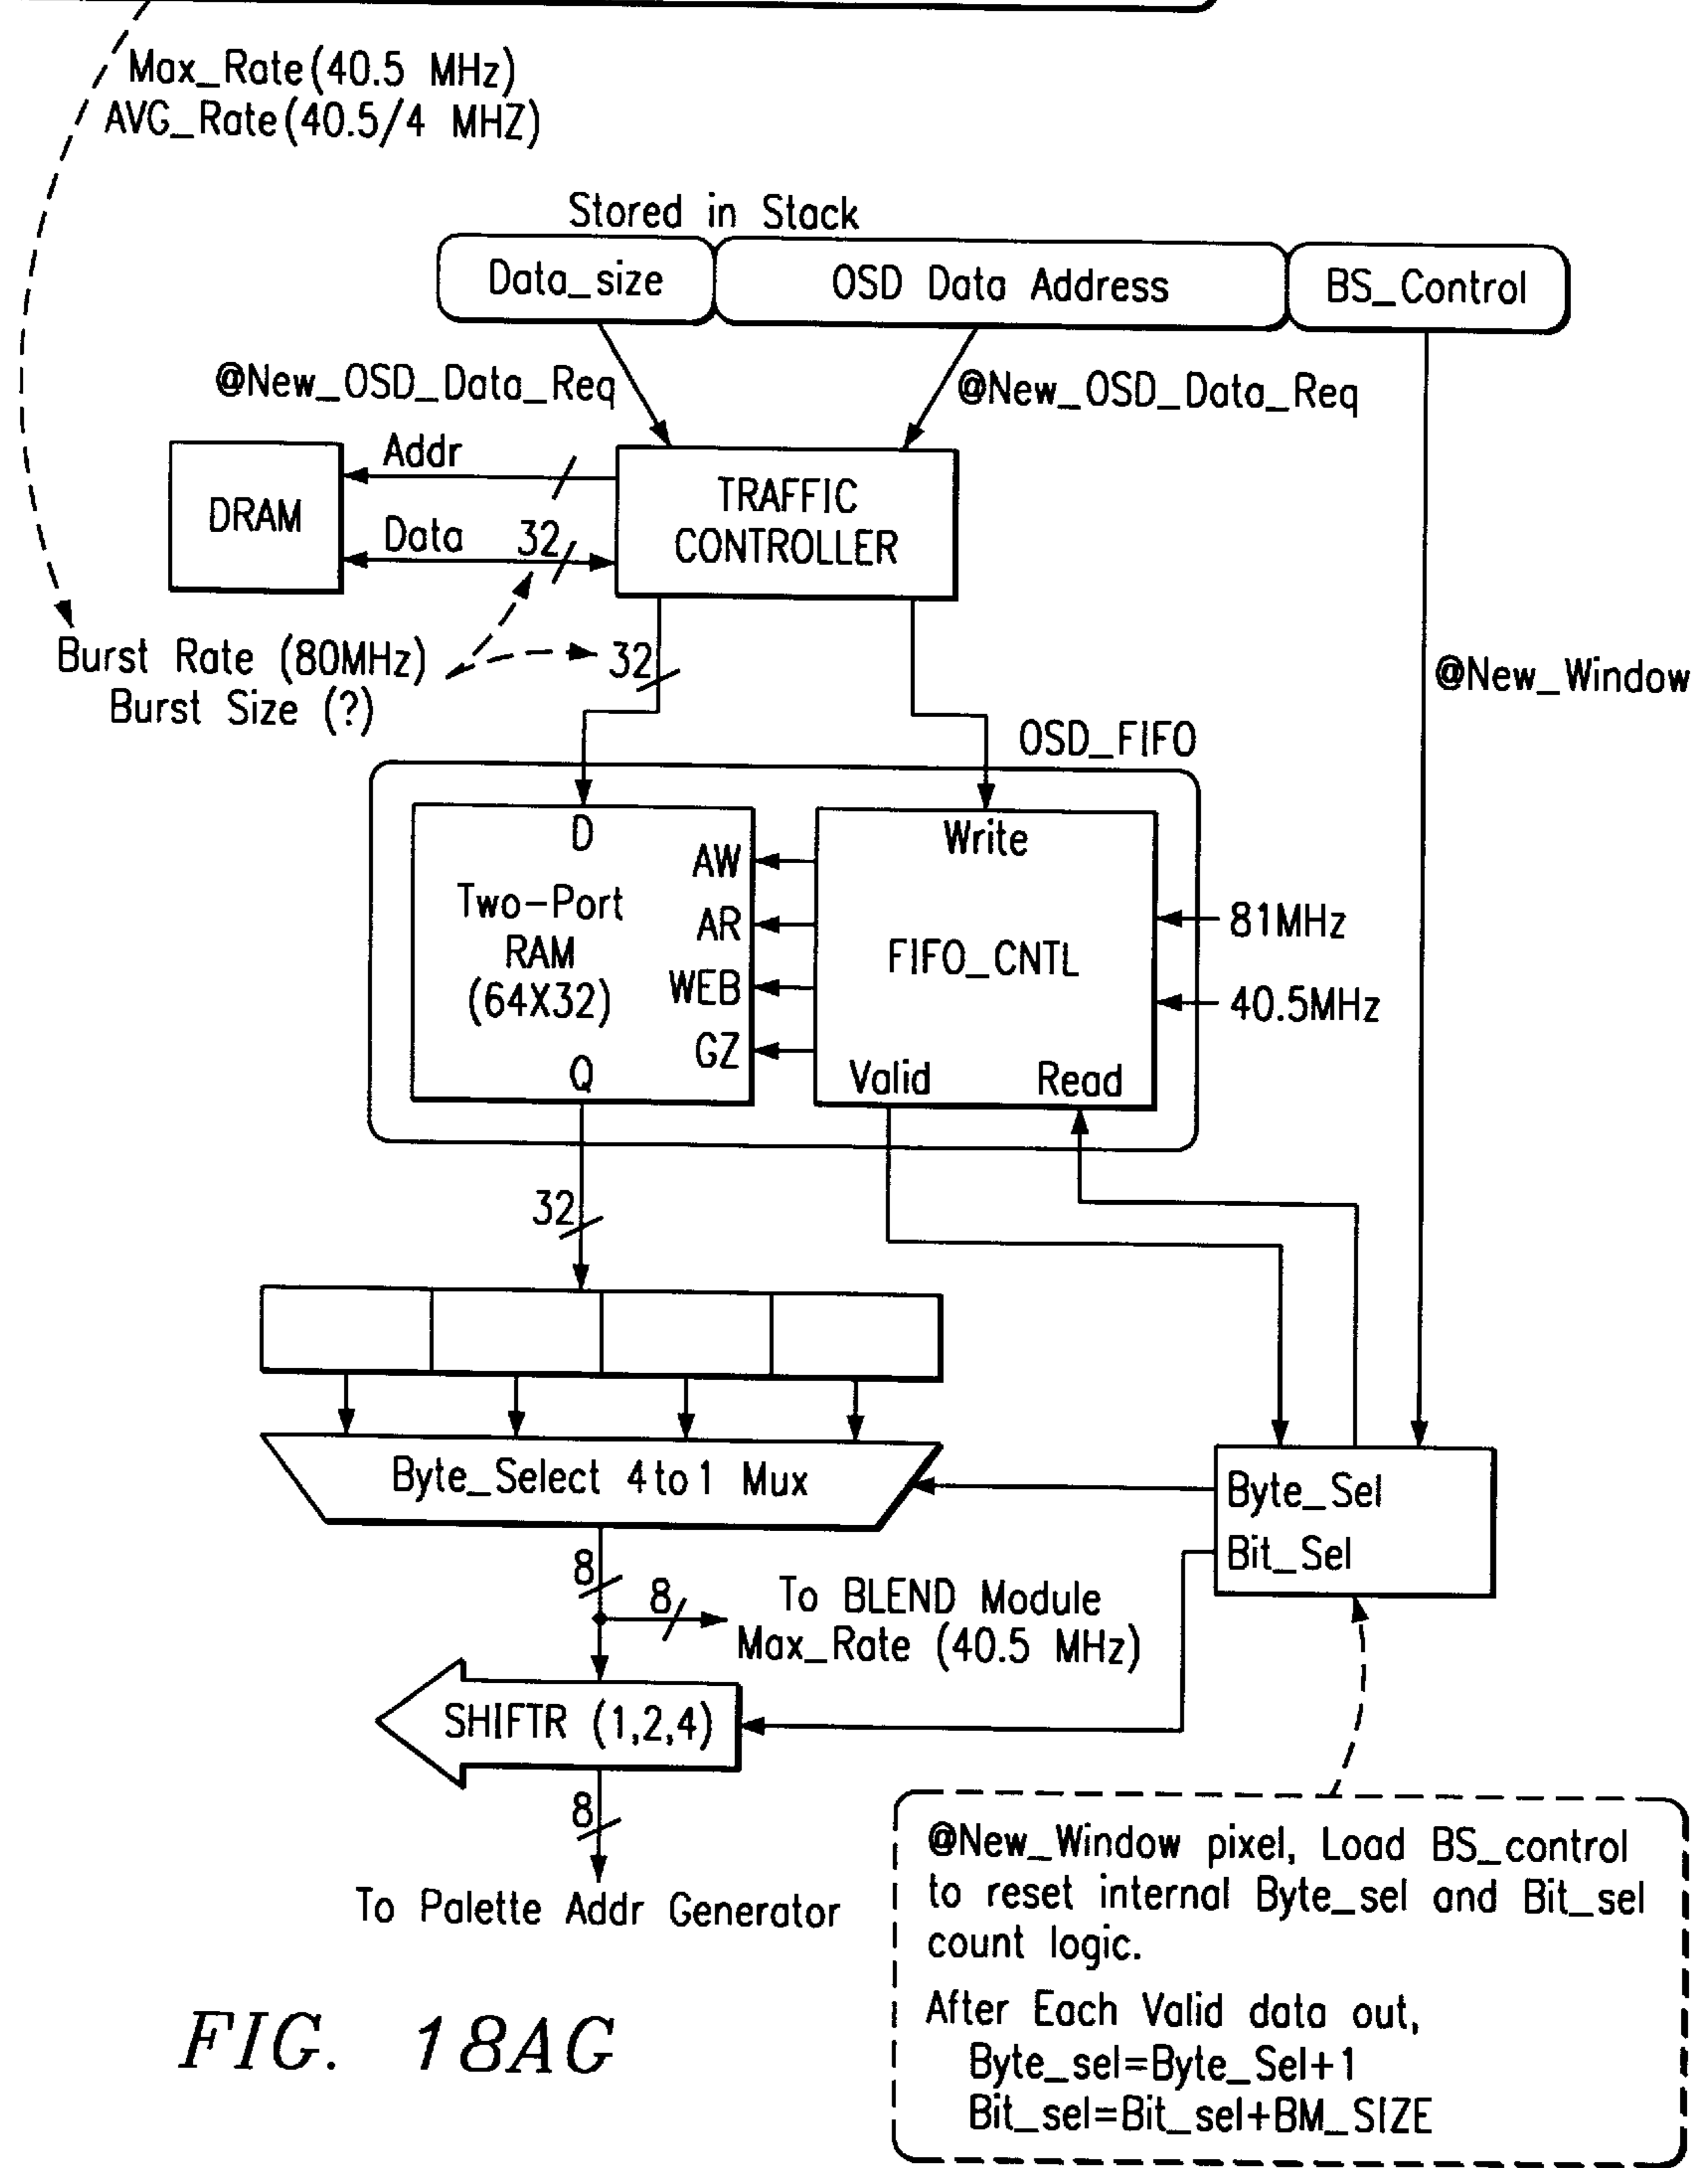 Max_Rate(40.5 MHz)
AVG_Rate(40.5/4 MHZ)
Stored in Stack
Data_size
OSD Data Address
BS_Control
@New_OSD_Data_Req
@New_OSD_Data_Req
Addr
DRAM
TRAFFIC
CONTROLLER
Data
32
Burst Rate (80MHz)
Burst Size (?)
32
@New_Window
OSD_FIFO
D
Write
AW
Two-Port
RAM
(64X32)
AR
FIFO_CNTL
WEB
GZ
81MHz
40.5MHz
Q
Valid
Read
32
Byte_Select 4to1 Mux
Byte_Sel
Bit_Sel
8
8
To BLEND Module
Max_Rate (40.5 MHz)
SHIFTR (1,2,4)
8
To Palette Addr Generator
@New_Window pixel, Load BS_control
to reset internal Byte_sel and Bit_sel
count logic.
After Each Valid data out,
Byte_sel=Byte_Sel+1
Bit_sel=Bit_sel+BM_SIZE
FIG. 18AG